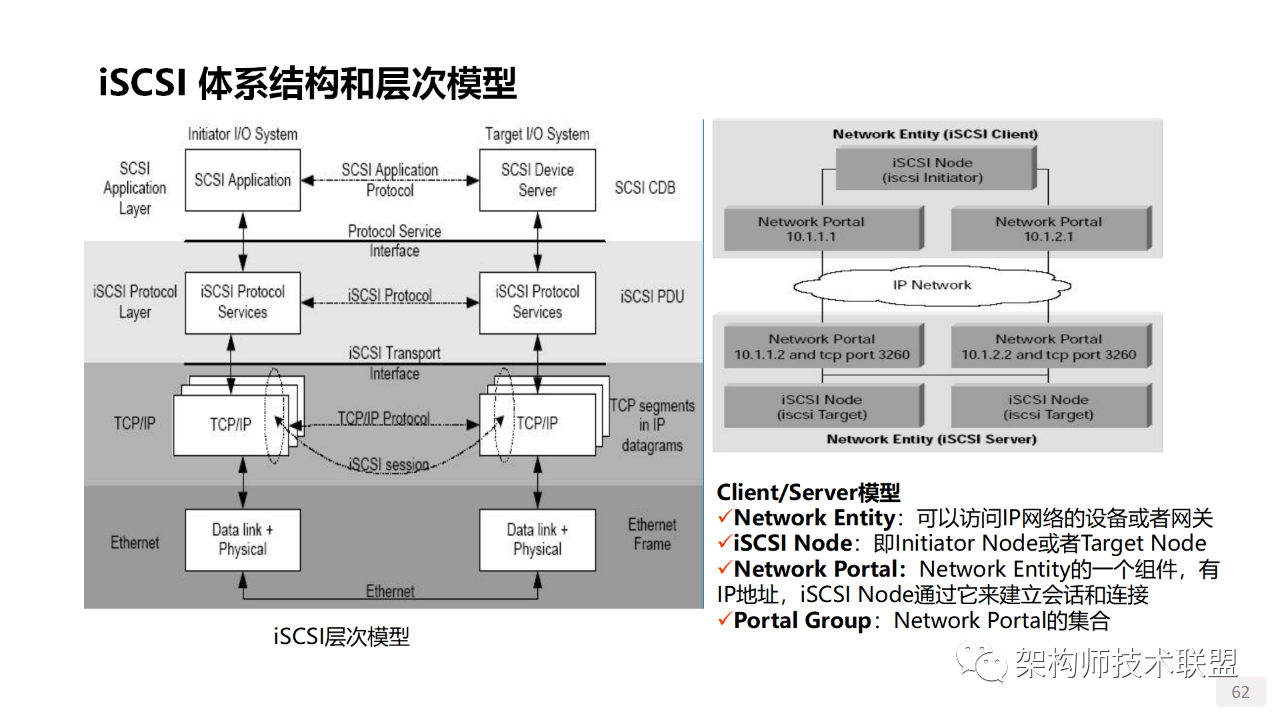 iSCSI 体系结构和层次模型
Initiator I/O System
Target I/O System
SCSI
Application
Layer
SCSI Application
SCSI Application
Protocol
SCSI Device
Server
SCSI CDB
Protocol Service
Interface
iSCSI Protocol
Layer
iSCSI Protocol
Services
iSCSI Protocol
iSCSI Protocol
Services
iSCSI PDU
iSCSI Transport
Interface
TCP/IP
TCP/IP
TCP/IP Protocol
iSCSI session
TCP/IP
TCP segments
in IP
datagrams
Ethernet
Data link +
Physical
Data link +
Physical
Ethernet
Frame
Ethernet
iSCSI层次模型
Network Entity (iSCSI Client)
iSCSI Node
(iscsi Initiator)
Network Portal
10.1.1.1
Network Portal
10.1.2.1
IP Network
Network Portal
10.1.1.2 and tcp port 3260
Network Portal
10.1.2.2 and tcp port 3260
iSCSI Node
(iscsi Target)
iSCSI Node
(iscsi Target)
Network Entity (iSCSI Server)
Client/Server模型
✓Network Entity：可以访问IP网络的设备或者网关
✓iSCSI Node：即Initiator Node或者Target Node
✓Network Portal：Network Entity的一个组件，有
IP地址，iSCSI Node通过它来建立会话和连接
✓Portal Group：Network Portal的集合
架构师技术联盟
62